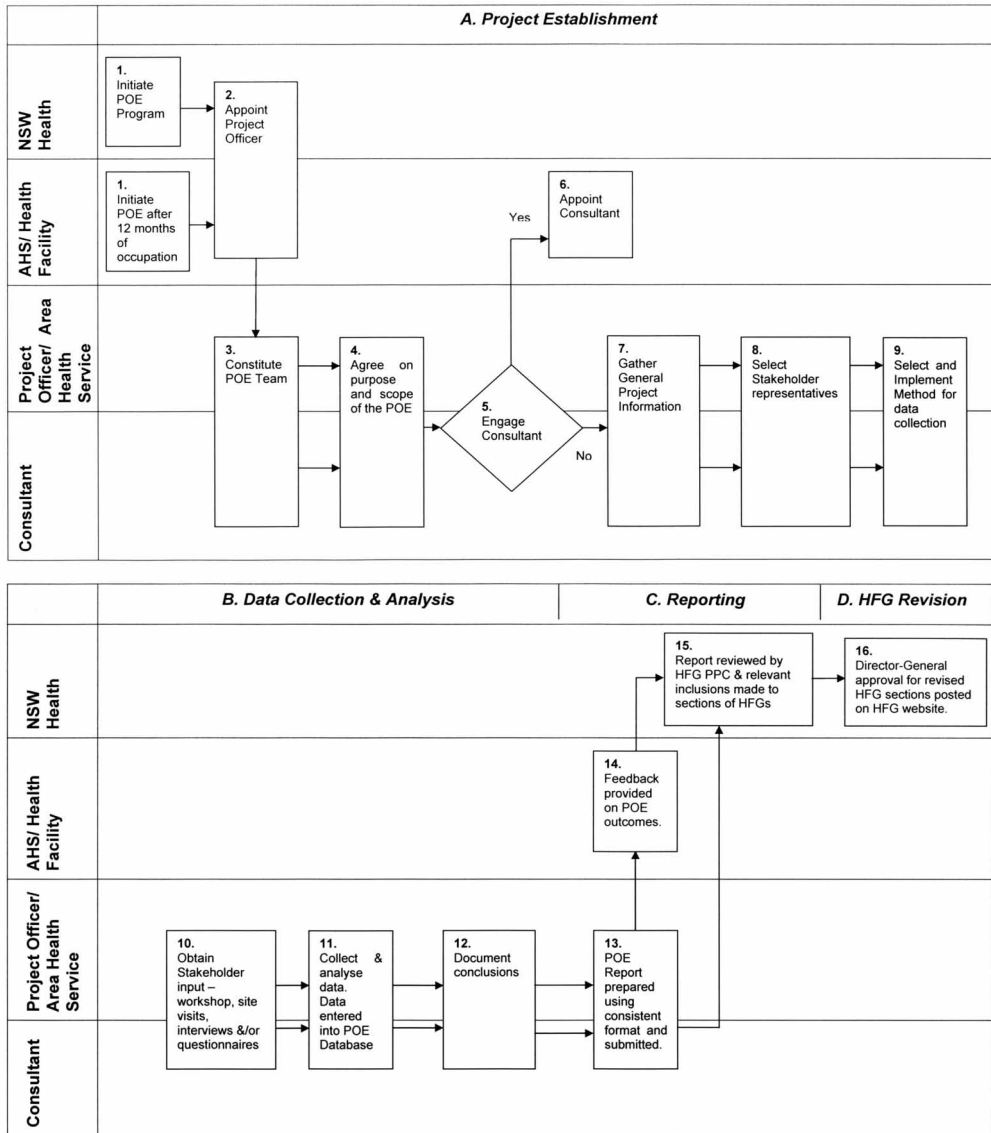 A. Project Establishment
NSW
Health
1.
Initiate
POE
Program
2.
Appoint
Project
Officer
AHS/ Health
Facility
1.
Initiate
POE after
12 months
of
occupation
Yes
6.
Appoint
Consultant
Project
Officer/ Area
Health
Service
3.
Constitute
POE Team
4.
Agree on
purpose
and scope
of the POE
5.
Engage
Consultant
No
7.
Gather
General
Project
Information
8.
Select
Stakeholder
representatives
9.
Select and
Implement
Method for
data
collection
Consultant
B. Data Collection & Analysis
C. Reporting
D. HFG Revision
NSW
Health
15.
Report reviewed by
HFG PPC & relevant
inclusions made to
sections of HFGs
16.
Director-General
approval for revised
HFG sections posted
on HFG website.
AHS/ Health
Facility
14.
Feedback
provided
on POE
outcomes.
Project Officer/
Area Health
Service
10.
Obtain
Stakeholder
input –
workshop, site
visits,
interviews &/or
questionnaires
11.
Collect &
analyse
data.
Data
entered
into POE
Database
12.
Document
conclusions
13.
POE
Report
prepared
using
consistent
format and
submitted.
Consultant